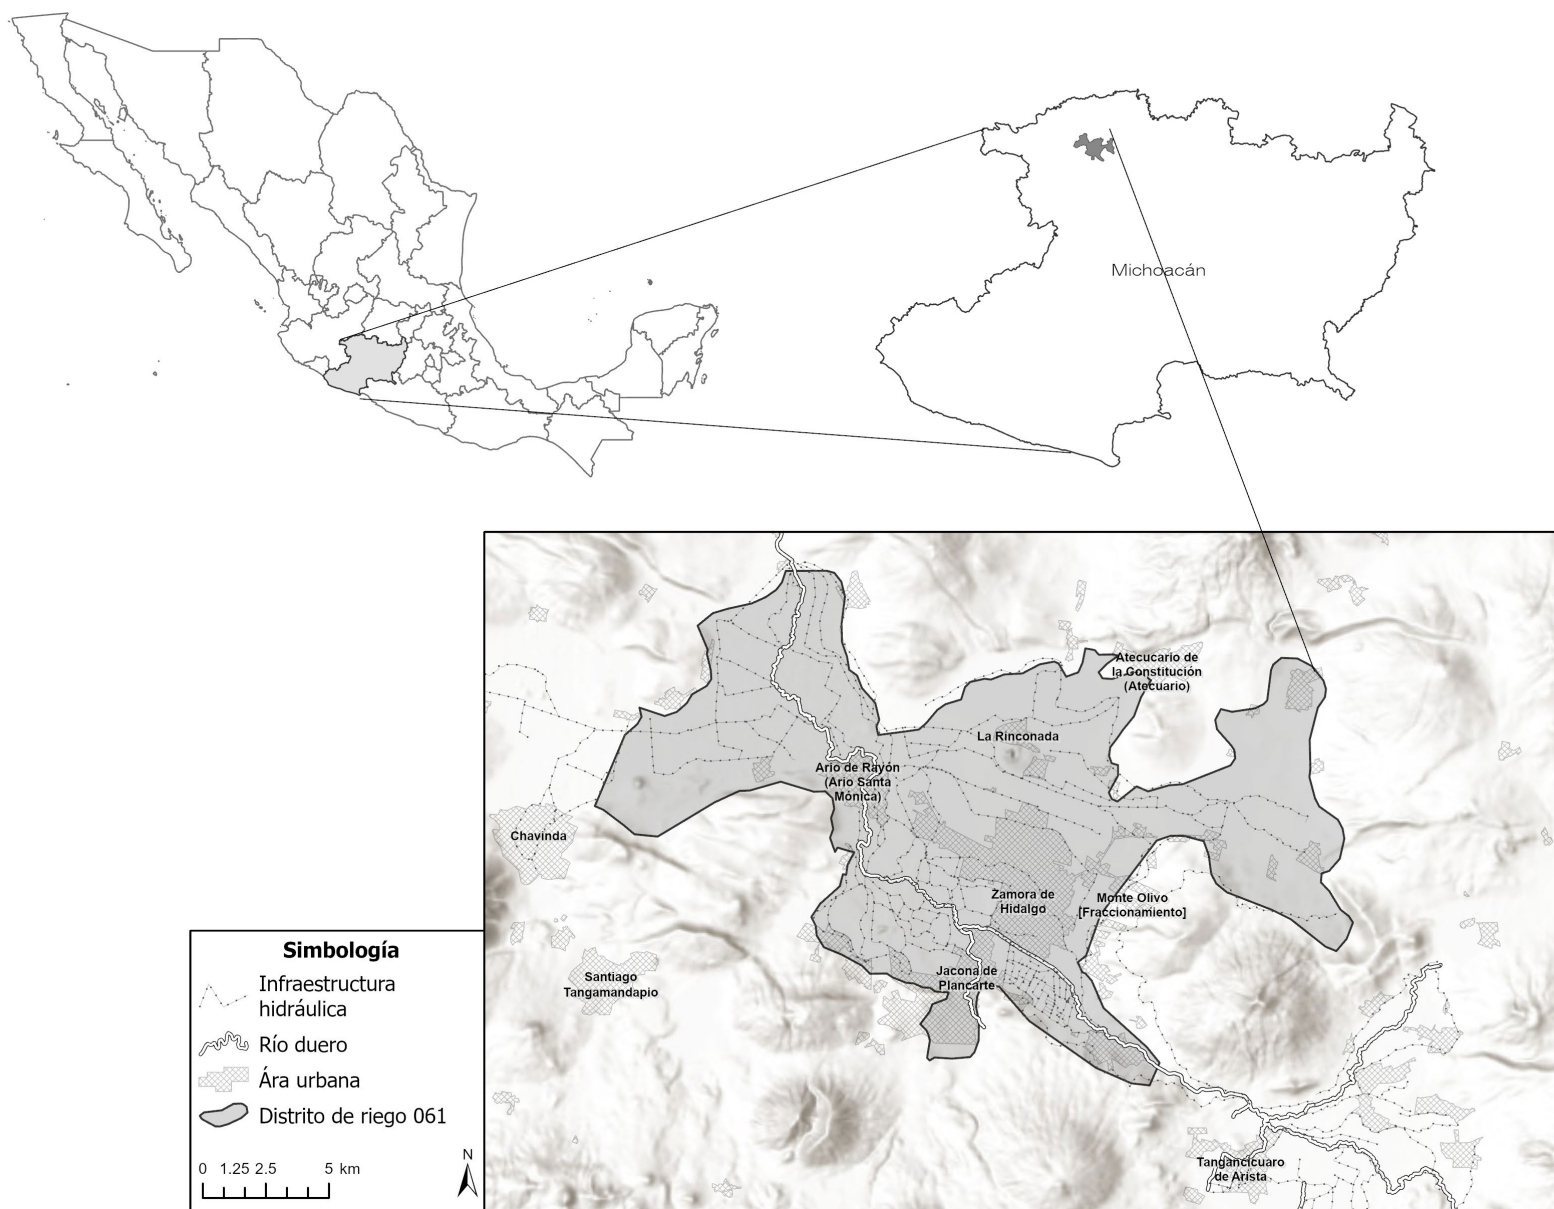 Michoacán
Atecucario de
la Constitución
(Atecuario)
La Rinconada
Ario de Rayón
(Ario Santa
Mónica)
Chavinda
Zamora de
Hidalgo
Monte Olivo
[Fraccionamiento]
Santiago
Tangamandapio
Jacona de
Plancarte
Tangancicuaro
de Arista
Simbología
Infraestructura
hidráulica
Río duero
Ára urbana
Distrito de riego 061
0 1.25 2.5 5 km
N